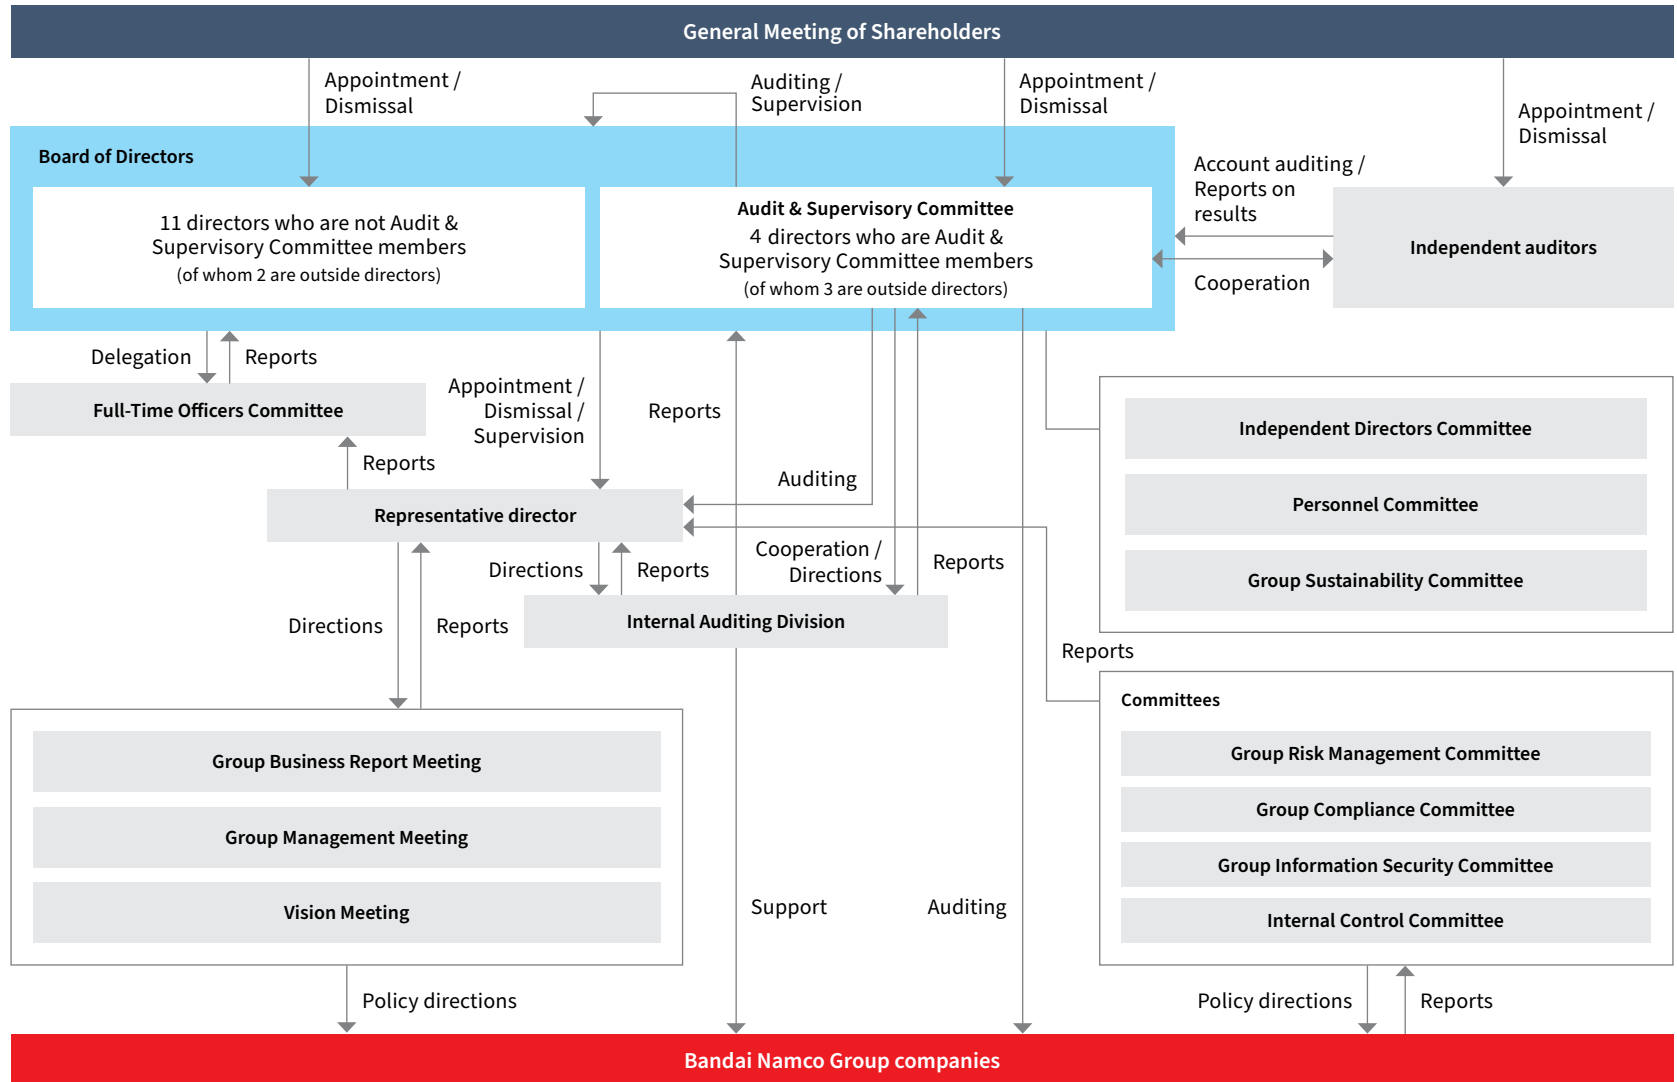 General Meeting of Shareholders
Appointment /
Dismissal
Auditing /
Supervision
Appointment /
Dismissal
Appointment /
Dismissal
Board of Directors
11 directors who are not Audit &
Supervisory Committee members
(of whom 2 are outside directors)
Audit & Supervisory Committee
4 directors who are Audit &
Supervisory Committee members
(of whom 3 are outside directors)
Account auditing /
Reports on
results
Cooperation
Independent auditors
Delegation
Reports
Full-Time Officers Committee
Appointment /
Dismissal /
Supervision
Reports
Reports
Auditing
Representative director
Independent Directors Committee
Personnel Committee
Group Sustainability Committee
Directions
Reports
Cooperation /
Directions
Reports
Internal Auditing Division
Directions
Reports
Reports
Group Business Report Meeting
Group Management Meeting
Vision Meeting
Committees
Group Risk Management Committee
Group Compliance Committee
Group Information Security Committee
Internal Control Committee
Support
Auditing
Policy directions
Policy directions
Reports
Bandai Namco Group companies